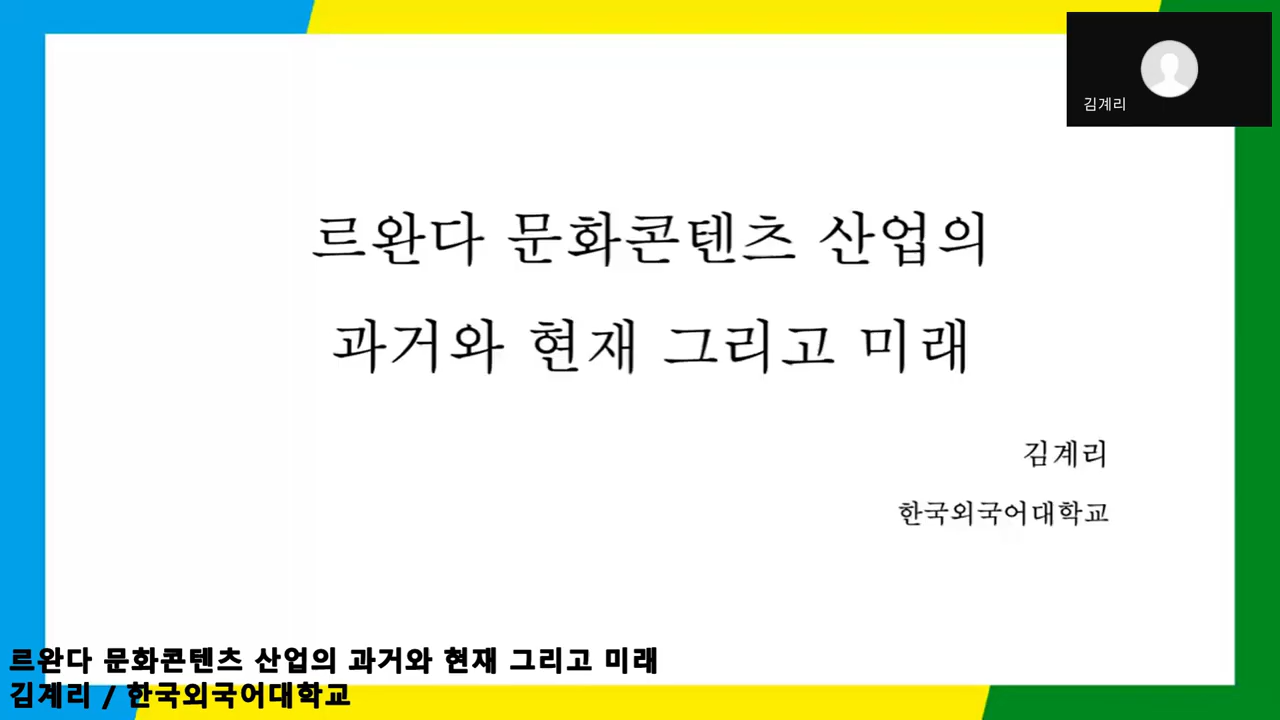 김계리
르완다 문화콘텐츠 산업의
과거와 현재 그리고 미래
김계리
한국외국어대학교
르완다 문화콘텐츠 산업의 과거와 현재 그리고 미래
김계리 / 한국외국어대학교